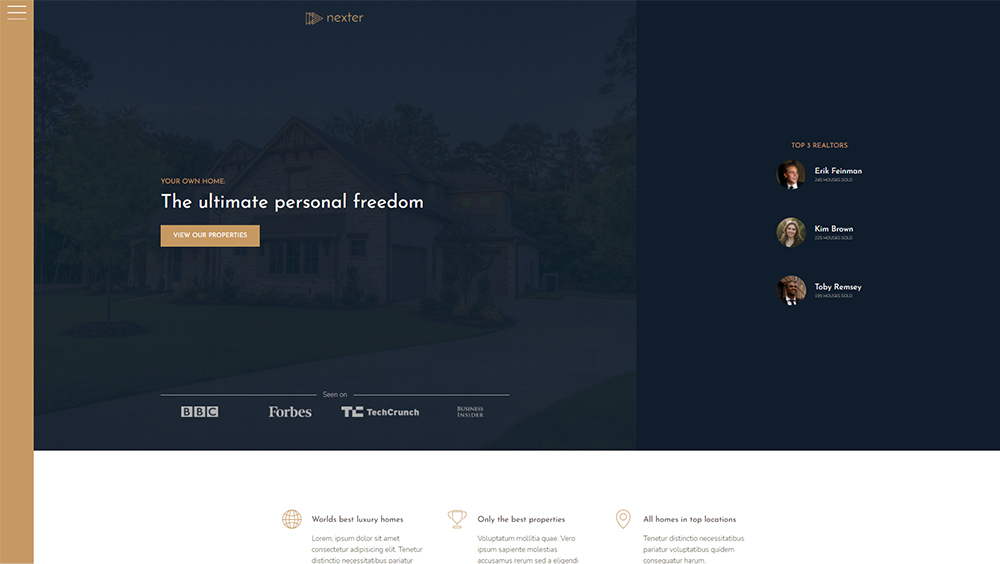 nexter
YOUR OWN HOME:
The ultimate personal freedom
VIEW OUR PROPERTIES
Seen on
BBC
Forbes
TC TechCrunch
BUSINESS
INSIDER
TOP 3 REALTORS
Erik Feinman
245 HOUSES SOLD
Kim Brown
Toby Remsey
HOUSES SOLD
Worlds best luxury homes
Lorem, ipsum dolor sit amet
consectetur adipisicing elit. Tenetur
distinctio necessitatibus pariatur
Only the best properties
Voluptatum mollitia quae. Vero
ipsum sapiente molestias
accusamus rerum sed a eligendi
All homes in top locations
Tenetur distinctio necessitatibus
pariatur voluptatibus quidem
consequatur harum.